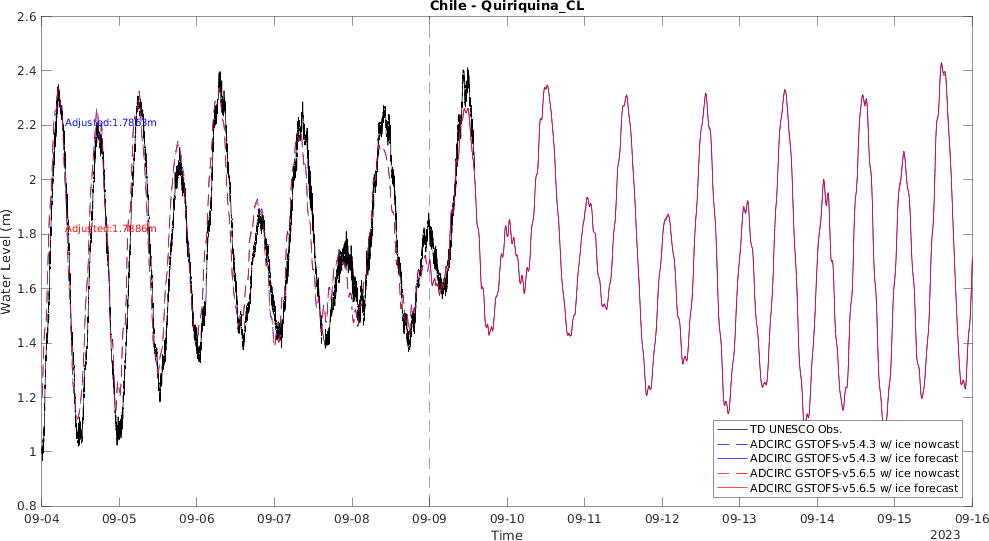 Chile - Quiriquina_CL
2.6
2.4
2.2
2
1.8
1.6
1.4
1.2
1
0.8
Water Level (m)
Adjusted:1.7863m
Adjusted:1.7886m
TD UNESCO Obs.
ADCIRC GSTOFS-v5.4.3 w/ ice nowcast
ADCIRC GSTOFS-v5.4.3 w/ ice forecast
ADCIRC GSTOFS-v5.6.5 w/ ice nowcast
ADCIRC GSTOFS-v5.6.5 w/ ice forecast
09-04 09-05 09-06 09-07 09-08 09-09 09-10 09-11 09-12 09-13 09-14 09-15 09-16
Time
2023